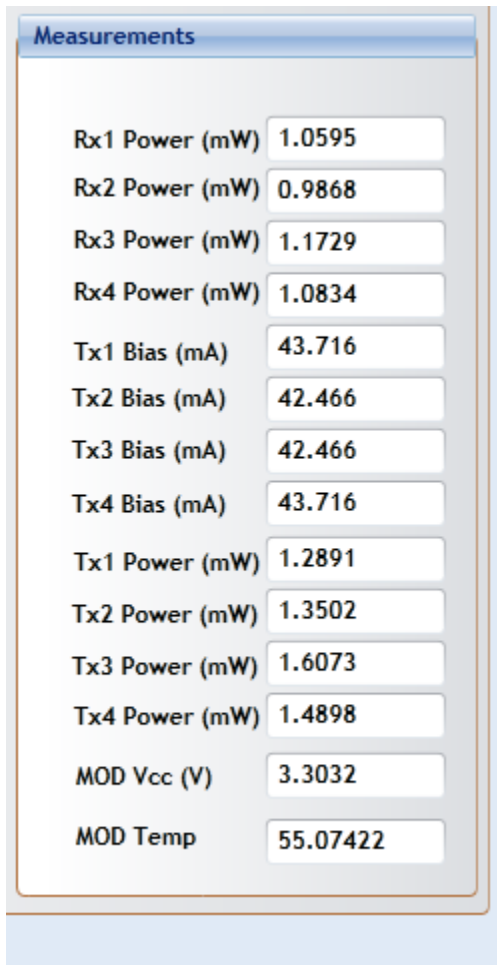 Measurements
Rx1 Power (mW) 1.0595
Rx2 Power (mW) 0.9868
Rx3 Power (mW) 1.1729
Rx4 Power (mW) 1.0834
Tx1 Bias (mA) 43.716
Tx2 Bias (mA) 42.466
Tx3 Bias (mA) 42.466
Tx4 Bias (mA) 43.716
Tx1 Power (mW) 1.2891
Tx2 Power (mW) 1.3502
Tx3 Power (mW) 1.6073
Tx4 Power (mW) 1.4898
MOD Vcc (V) 3.3032
MOD Temp 55.07422